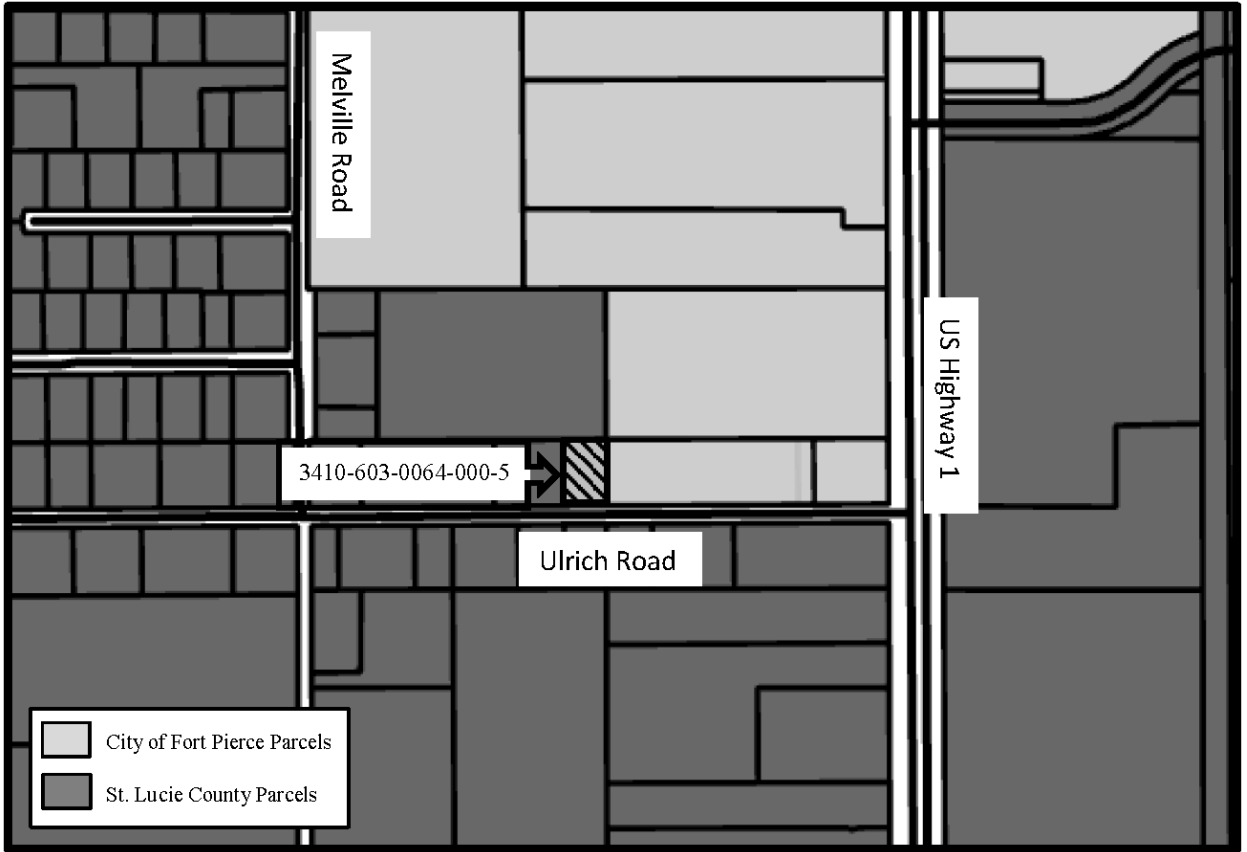 Melville Road
US Highway 1
3410-603-0064-000-5
Ulrich Road
City of Fort Pierce Parcels
St. Lucie County Parcels